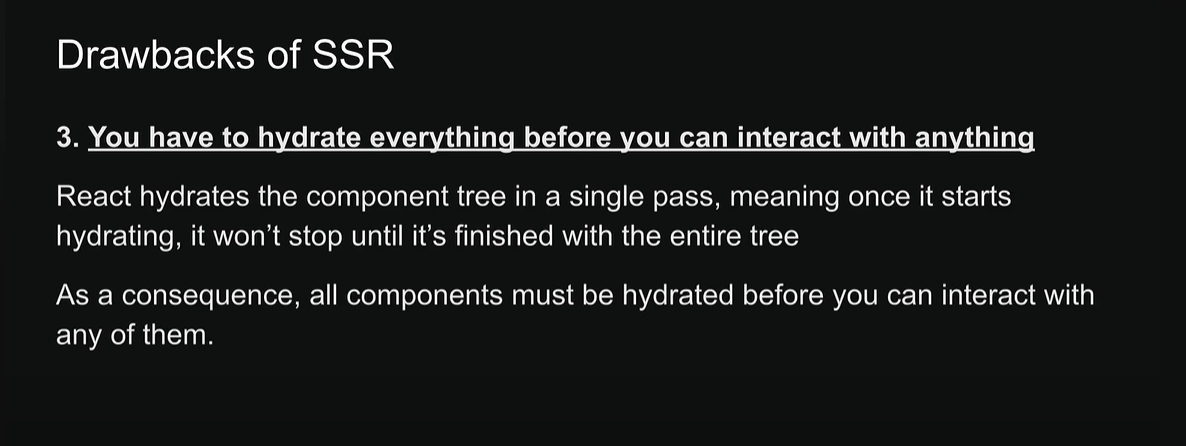 Drawbacks of SSR
3. You have to hydrate everything before you can interact with anything
React hydrates the component tree in a single pass, meaning once it starts
hydrating, it won’t stop until it’s finished with the entire tree
As a consequence, all components must be hydrated before you can interact with
any of them.